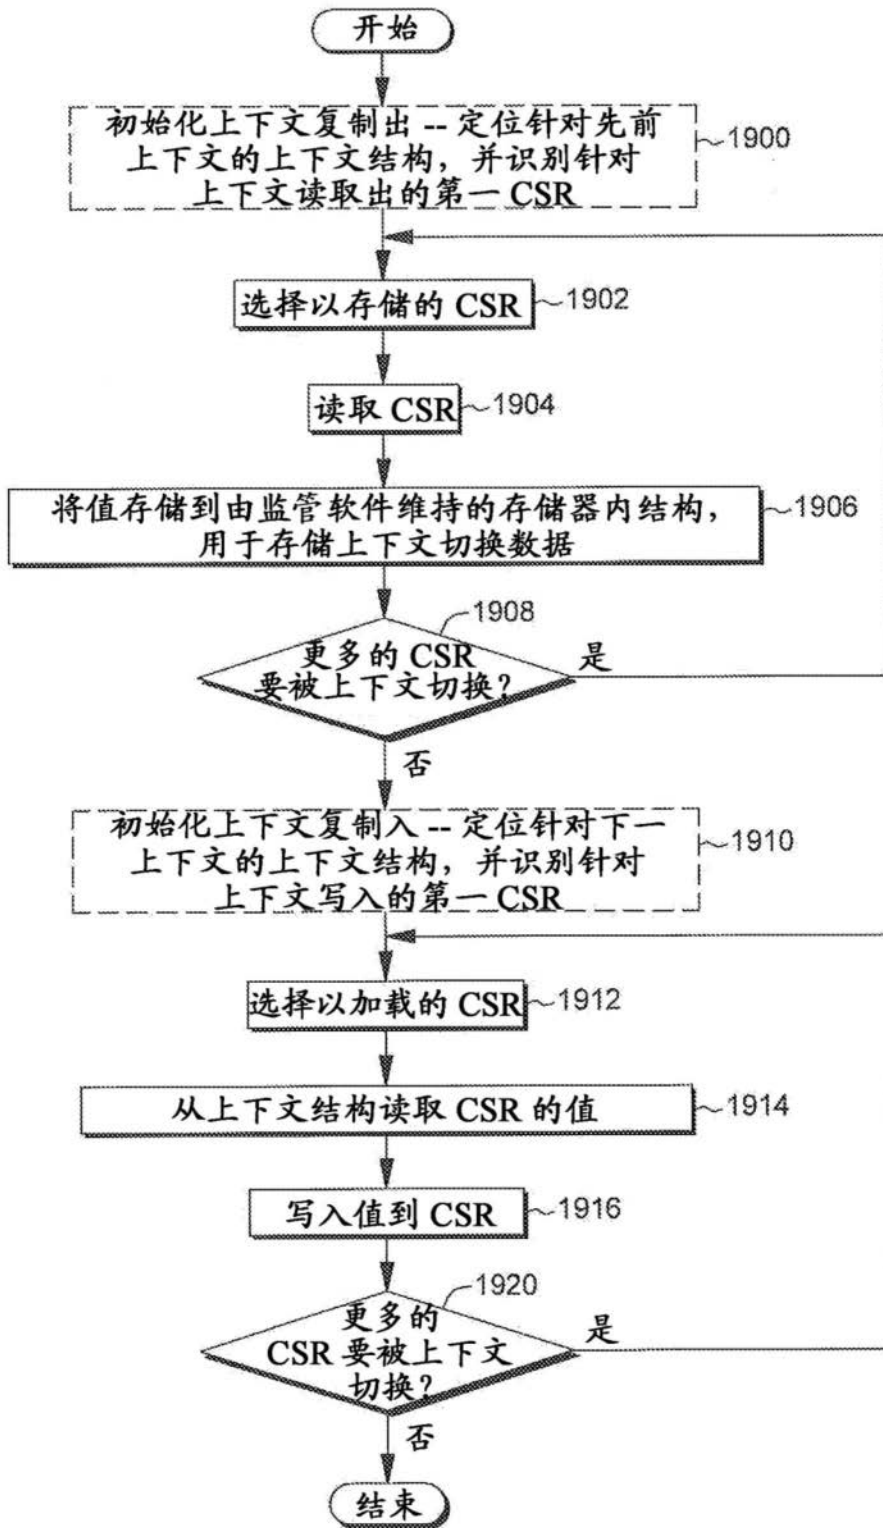 开始
初始化上下文复制出 -- 定位针对先前
上下文的上下文结构，并识别针对
上下文读取出的第一 CSR
1900
选择以存储的 CSR
1902
读取 CSR
1904
将值存储到由监管软件维持的存储器内结构，
用于存储上下文切换数据
1906
1908
更多的 CSR
要被上下文切换？
是
否
初始化上下文复制入 -- 定位针对下一
上下文的上下文结构，并识别针对
上下文写入的第一 CSR
1910
选择以加载的 CSR
1912
从上下文结构读取 CSR 的值
1914
写入值到 CSR
1916
1920
更多的
CSR 要被上下文
切换？
是
否
结束